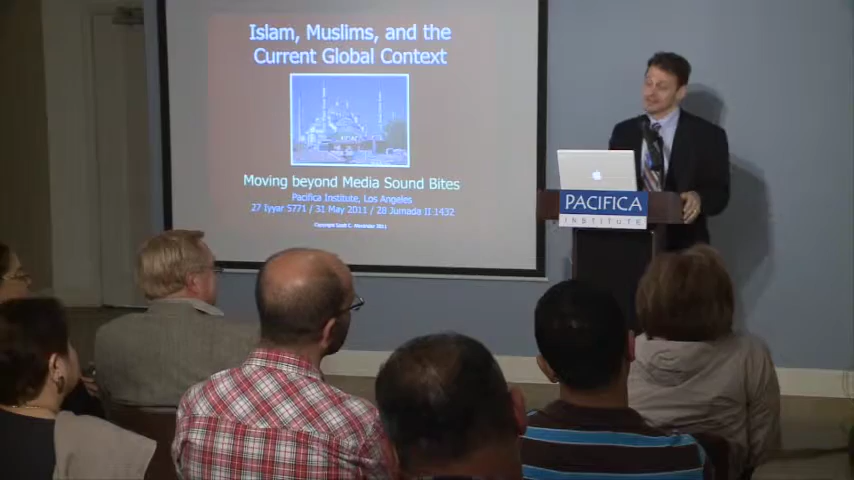 Islam, Muslims, and the
Current Global Context
Moving beyond Media Sound Bites
Pacifica Institute, Los Angeles
27 Iyyar 5771 / 31 May 2011 / 28 Jumada II 1432
PACIFICA
INSTITUTE